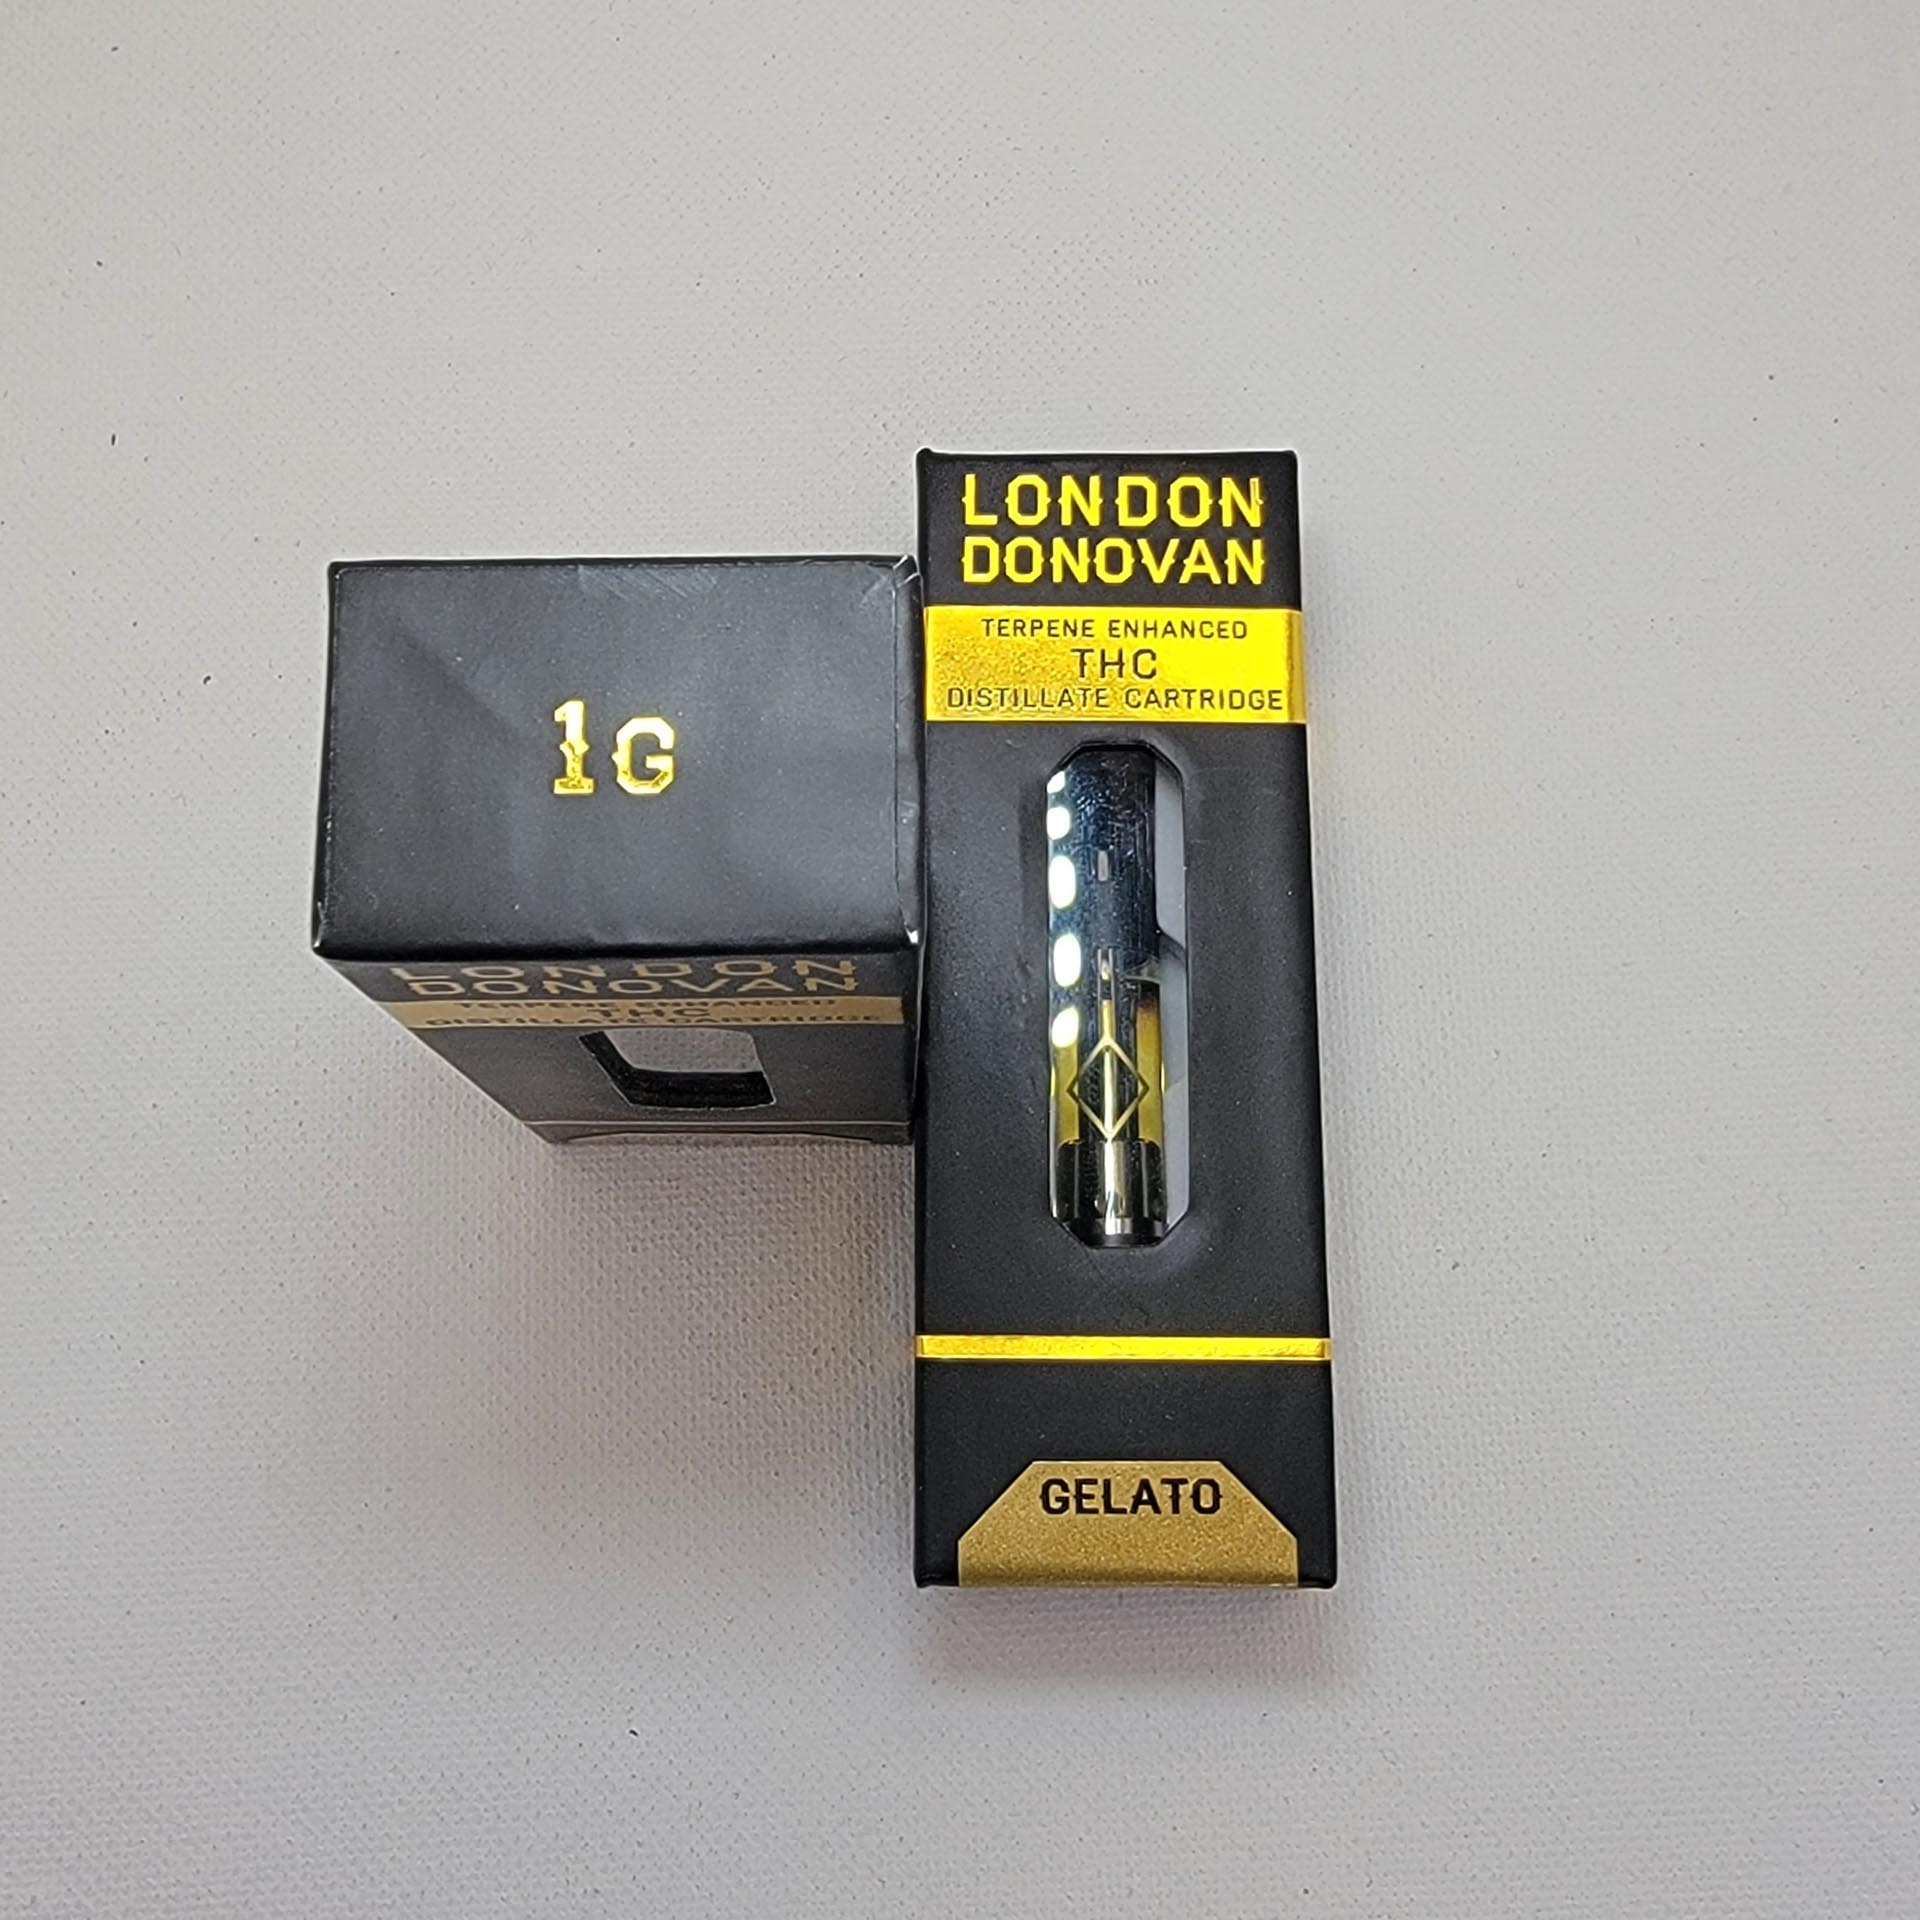 1G
LONDON
DONOVAN
TERPENE ENHANCED
THC
DISTILLATE CARTRIDGE
LONDON
DONOVAN
TERPENE ENHANCED
THC
DISTILLATE CARTRIDGE
GELATO